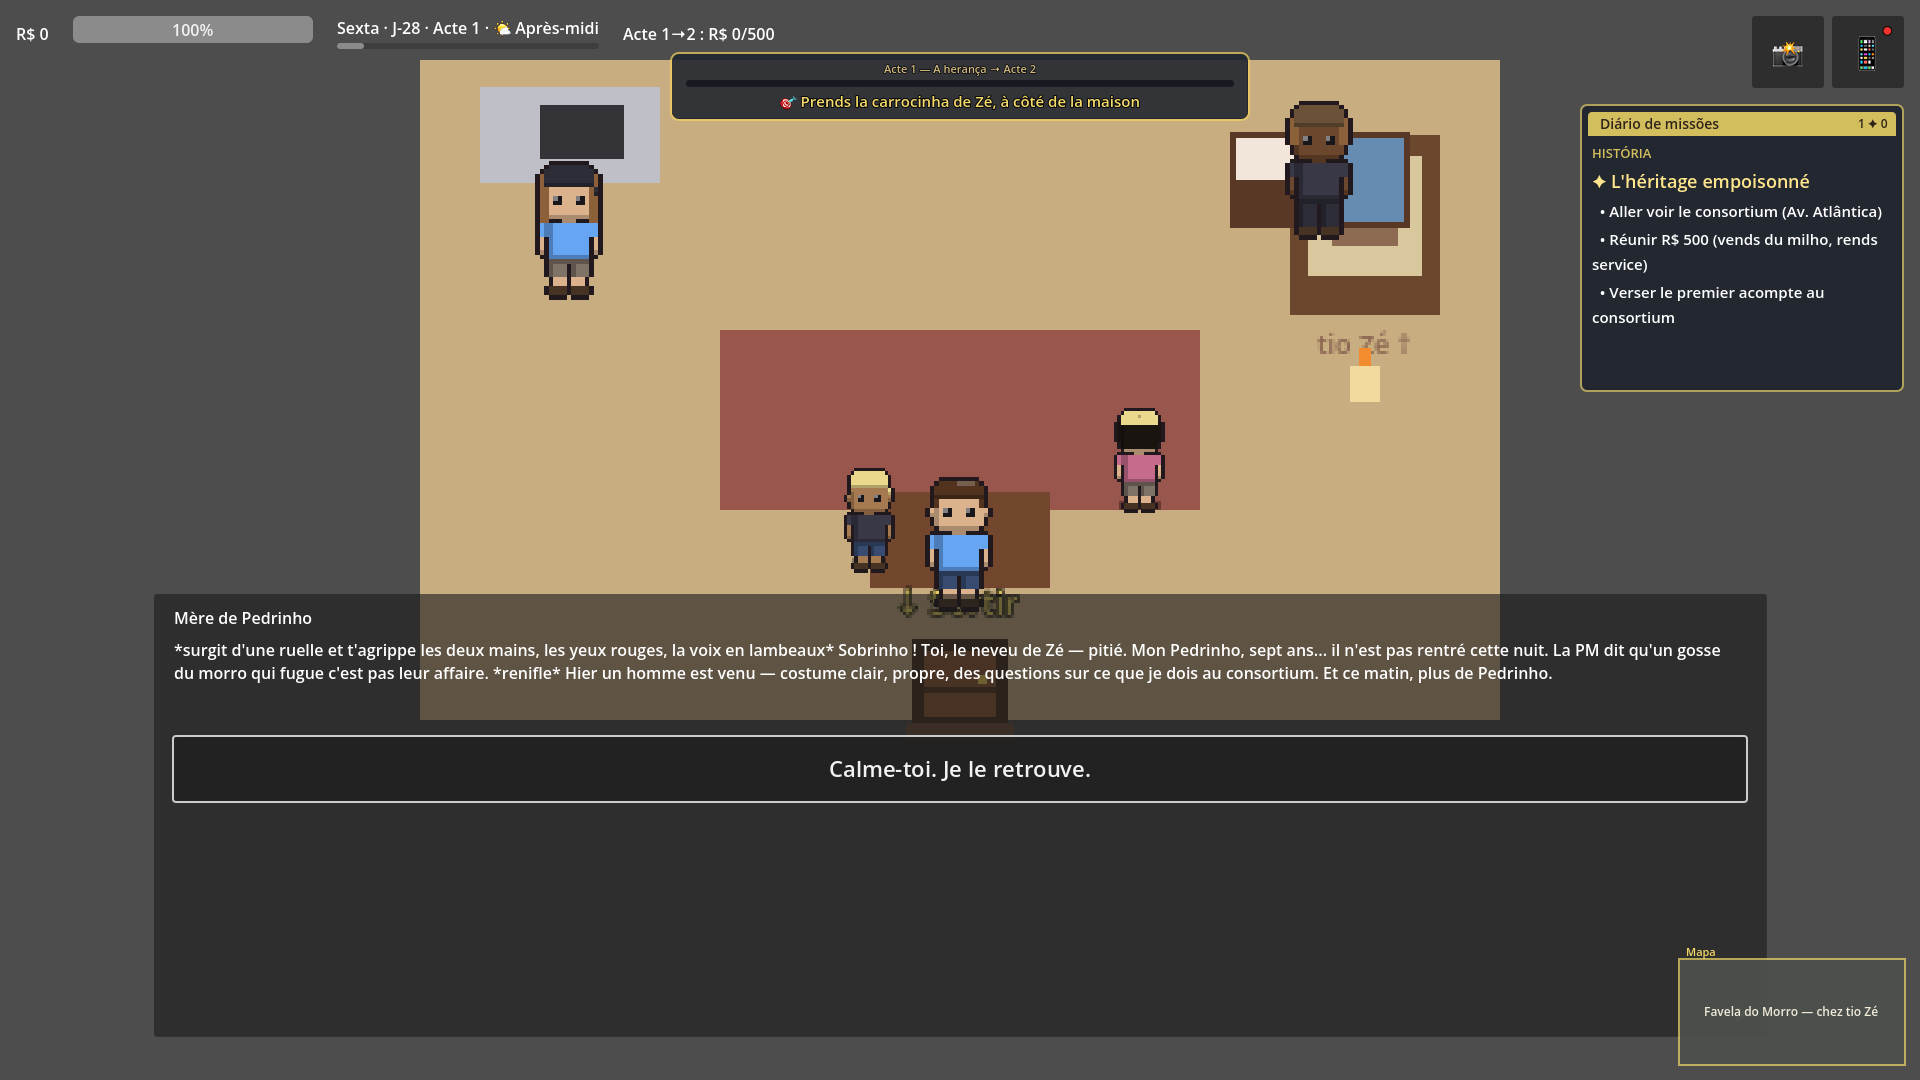 R$ 0
100%
Sexta · J-28 · Acte 1 · Après-midi
Acte 1→2 : R$ 0/500
Acte 1 — A herança → Acte 2
Prends la carrocinha de Zé, à côté de la maison
Diário de missões
1 ✦ 0
HISTÓRIA
✦ L'héritage empoisonné
• Aller voir le consortium (Av. Atlântica)
• Réunir R$ 500 (vends du milho, rends
service)
• Verser le premier acompte au
consortium
tio Zé †
Mère de Pedrinho
*surgit d'une ruelle et t'agrippe les deux mains, les yeux rouges, la voix en lambeaux* Sobrinho ! Toi, le neveu de Zé — pitié. Mon Pedrinho, sept ans... il n'est pas rentré cette nuit. La PM dit qu'un gosse
du morro qui fugue c'est pas leur affaire. *renifle* Hier un homme est venu — costume clair, propre, des questions sur ce que je dois au consortium. Et ce matin, plus de Pedrinho.
Calme-toi. Je le retrouve.
Mapa
Favela do Morro — chez tio Zé